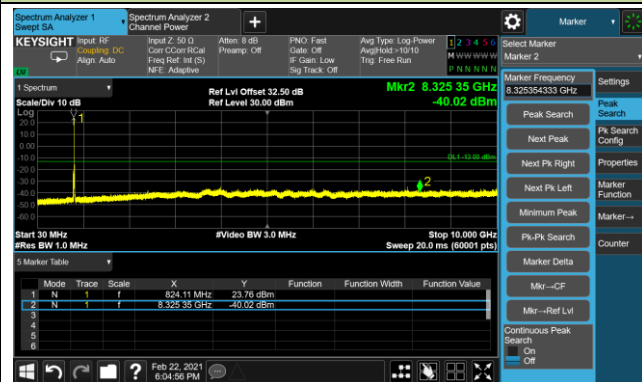 Spectrum Analyzer 1
Swept SA
Spectrum Analyzer 2
Channel Power
Marker
KEYSIGHT
Input: RF
Coupling: DC
Align: Auto
Input Z: 50 Ω
Corr CCorr RCal
Freq Ref: Int (S)
NFE: Adaptive
Atten: 8 dB
Preamp: Off
PNO: Fast
Gate: Off
IF Gain: Low
Sig Track: Off
Avg Type: Log-Power
Avg|Hold:>10/10
Trig: Free Run
1 2 3 4 5 6
M W W W W W
P N N N N N
Select Marker
Marker 2
1 Spectrum
Scale/Div 10 dB
Ref Lvl Offset 32.50 dB
Ref Level 30.00 dBm
Mkr2 8.325 35 GHz
-40.02 dBm
Log
20.0
10.0
0.00
-10.0
-20.0
-30.0
-40.0
-50.0
-60.0
1
DL1 -13.00 dBm
2
Start 30 MHz
#Res BW 1.0 MHz
#Video BW 3.0 MHz
Stop 10.000 GHz
Sweep 20.0 ms (60001 pts)
5 Marker Table
Mode Trace Scale X Y Function Function Width Function Value
1 N 1 f 824.11 MHz 23.76 dBm
2 N 1 f 8.325 35 GHz -40.02 dBm
3
4
5
6
Marker Frequency
8.325354333 GHz
Peak Search
Next Peak
Next Pk Right
Next Pk Left
Minimum Peak
Pk-Pk Search
Marker Delta
Mkr→CF
Mkr→Ref Lvl
Continuous Peak
Search
On
Off
Settings
Peak
Search
Pk Search
Config
Properties
Marker
Function
Marker→
Counter
?
Feb 22, 2021
6:04:56 PM